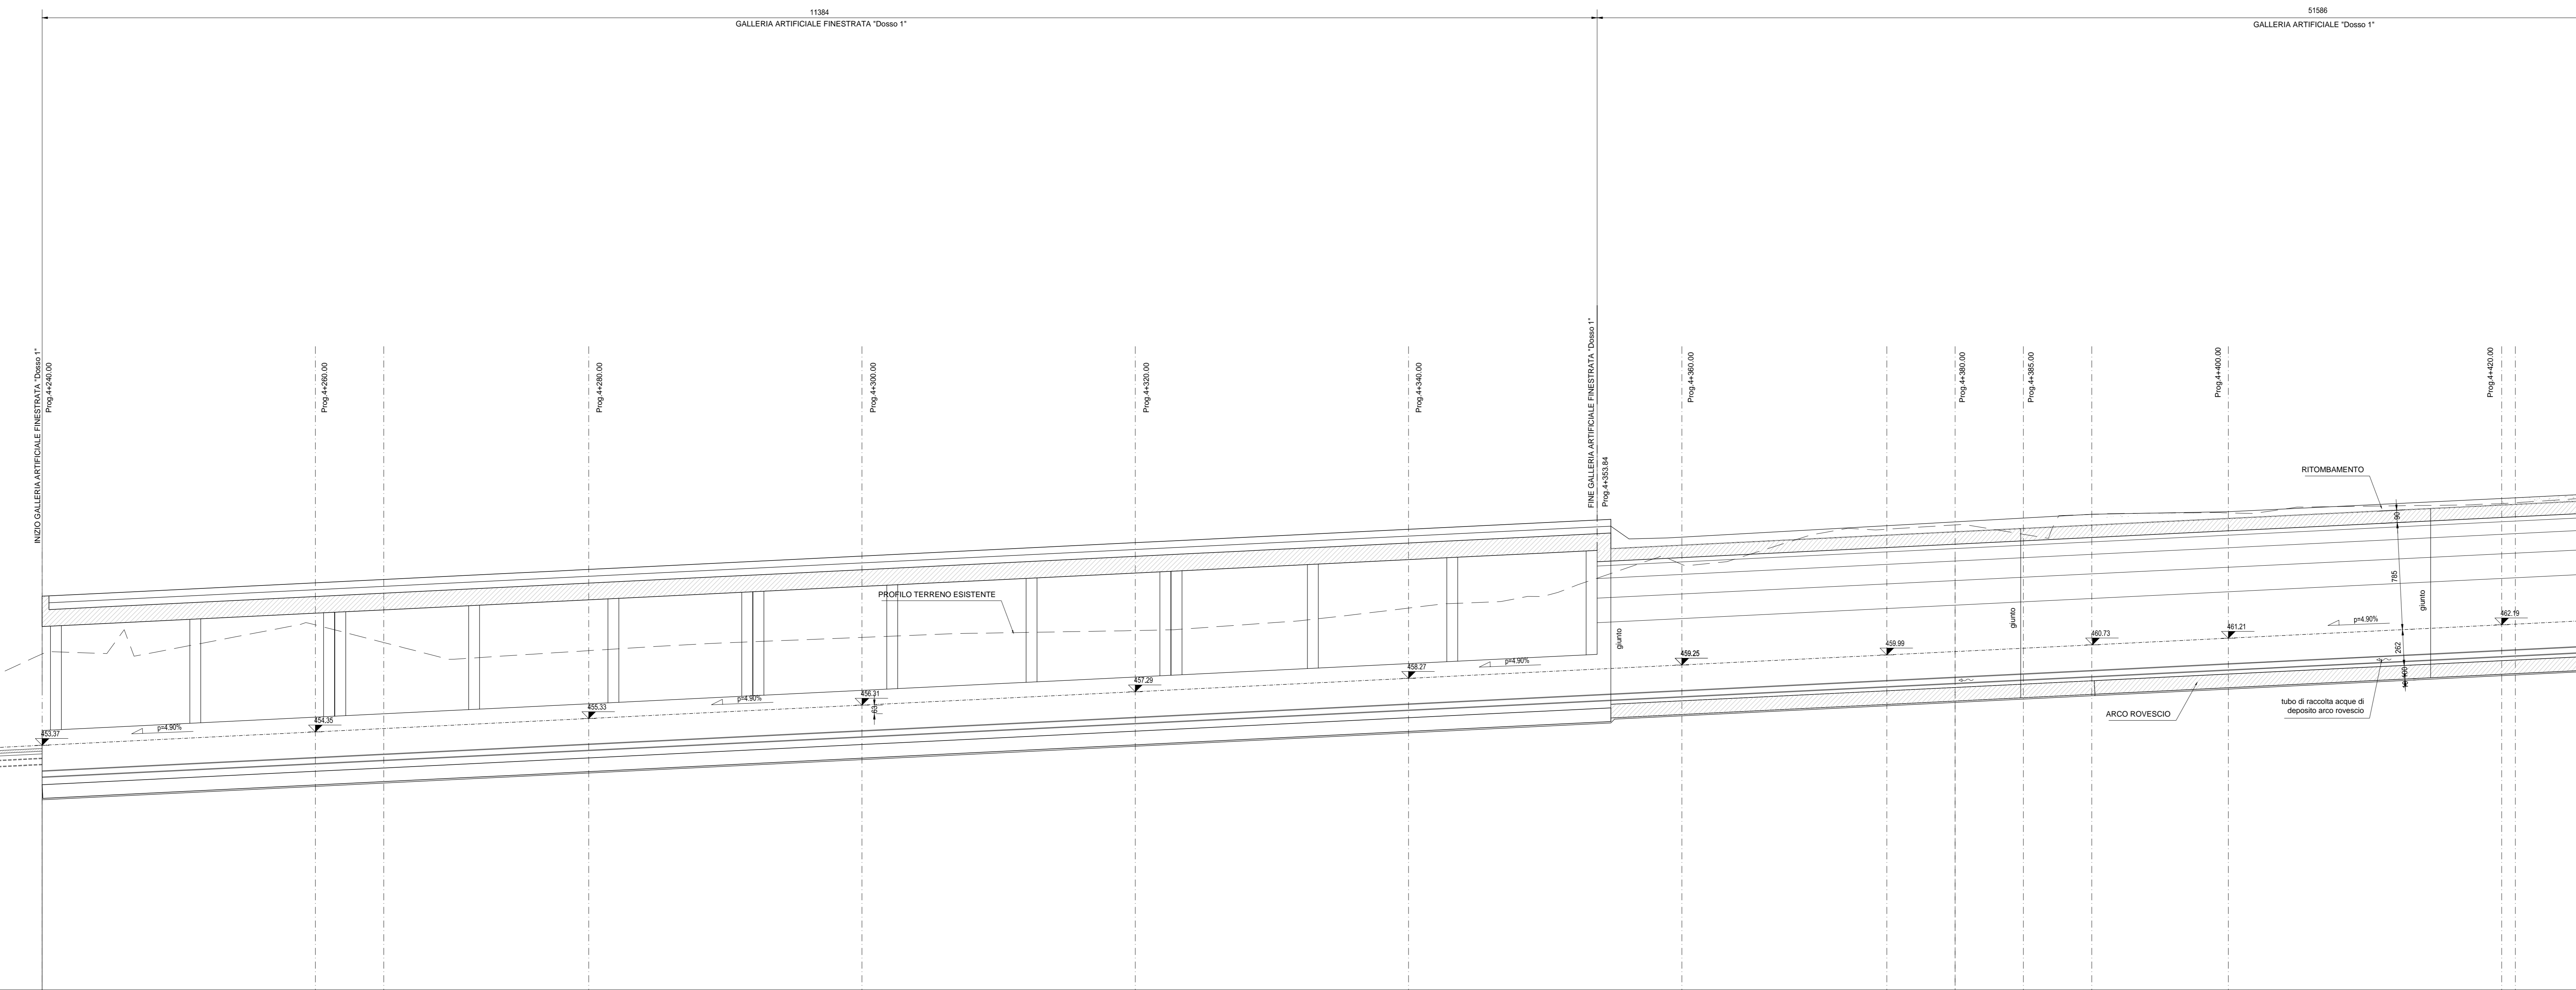 11384
GALLERIA ARTIFICIALE FINESTRATA "Dosso 1"
51586
GALLERIA ARTIFICIALE "Dosso 1"
INIZIO GALLERIA ARTIFICIALE FINESTRATA "Dosso 1"
Prog.4+240.00
Prog.4+260.00
Prog.4+280.00
Prog.4+300.00
Prog.4+320.00
Prog.4+340.00
FINE GALLERIA ARTIFICIALE FINESTRATA "Dosso 1"
Prog.4+353.84
Prog.4+360.00
Prog.4+380.00
Prog.4+385.00
Prog.4+400.00
Prog.4+420.00
RITOMBAMENTO
90
785
262
PROFILO TERRENO ESISTENTE
giunto
giunto
giunto
453.37
p=4.90%
454.35
455.33
p=4.90%
456.31
63
457.29
458.27
p=4.90%
459.25
459.99
460.73
461.21
p=4.90%
462.19
ARCO ROVESCIO
tubo di raccolta acque di
deposito arco rovescio